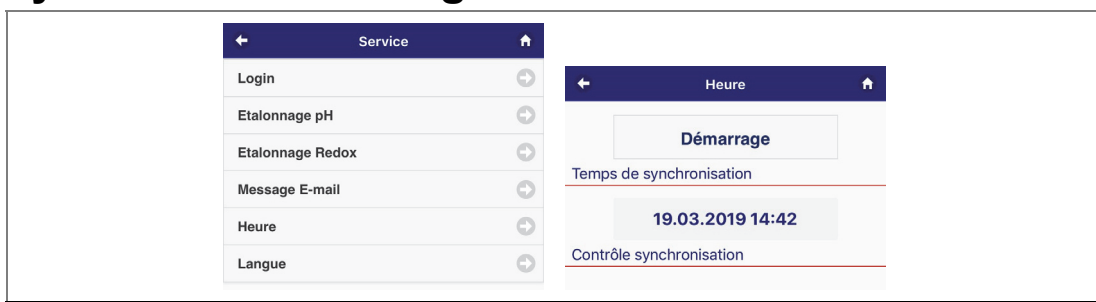 Service
Login
Etalonnage pH
Etalonnage Redox
Message E-mail
Heure
Langue
Heure
Démarrage
Temps de synchronisation
19.03.2019 14:42
Contrôle synchronisation